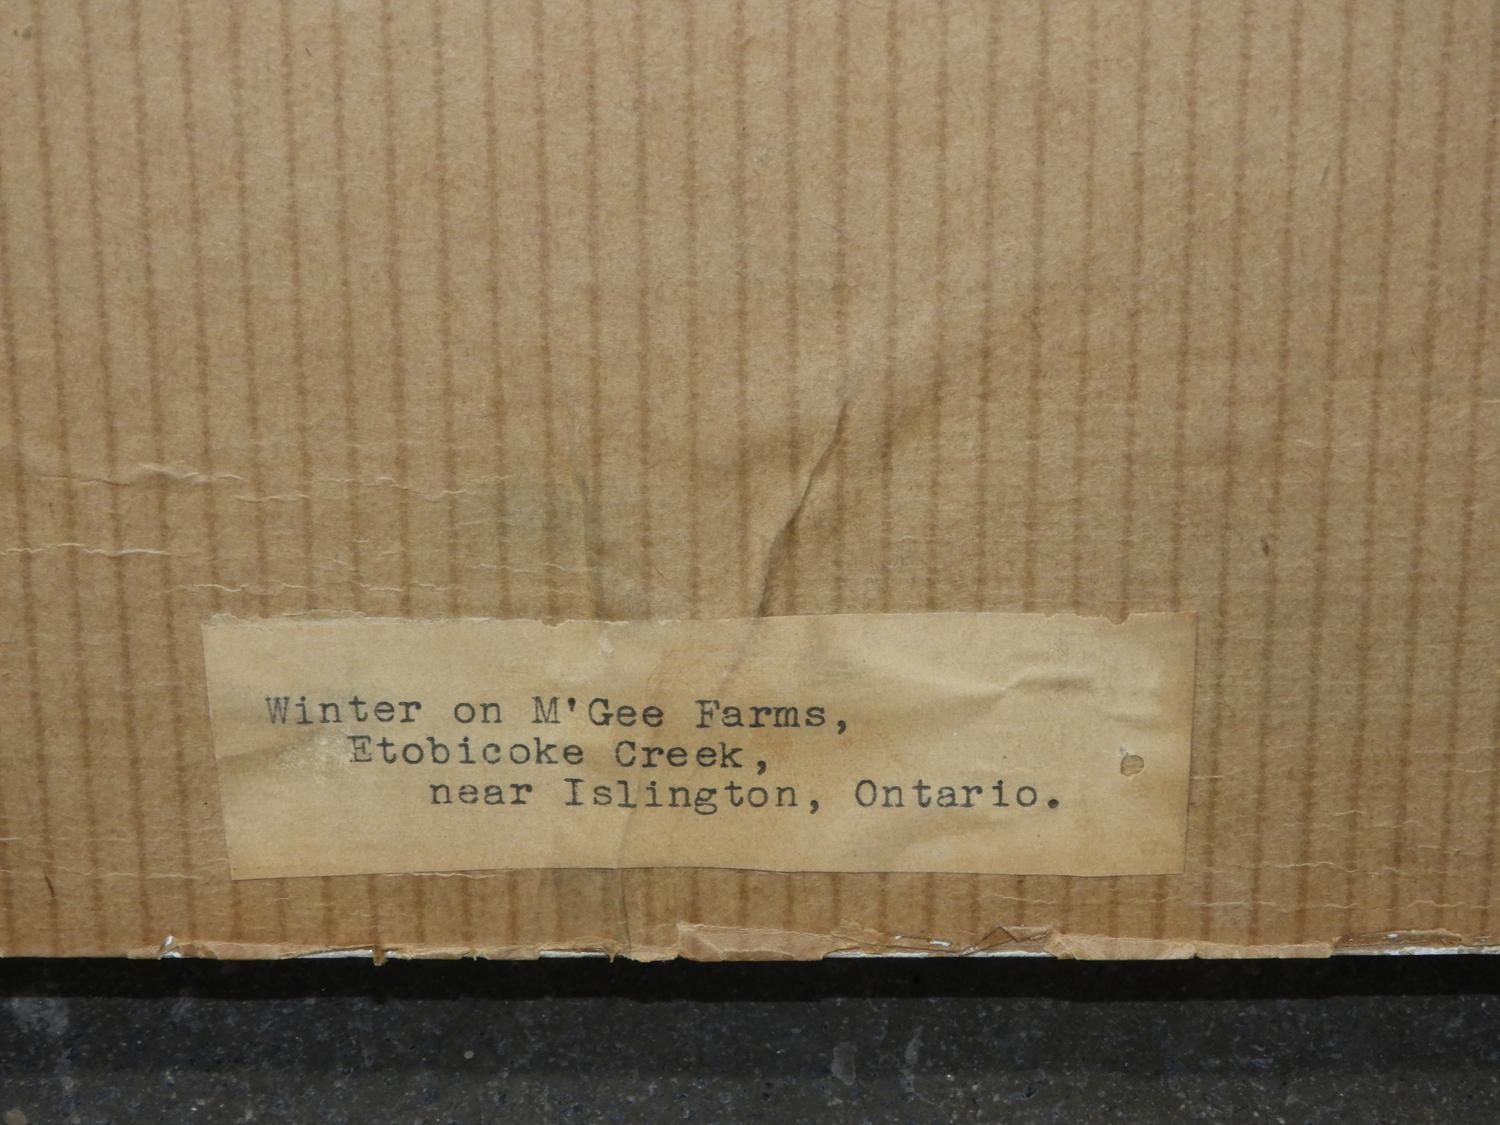 Winter on M'Gee Farms,
Etobicoke Creek,
near Islington, Ontario.